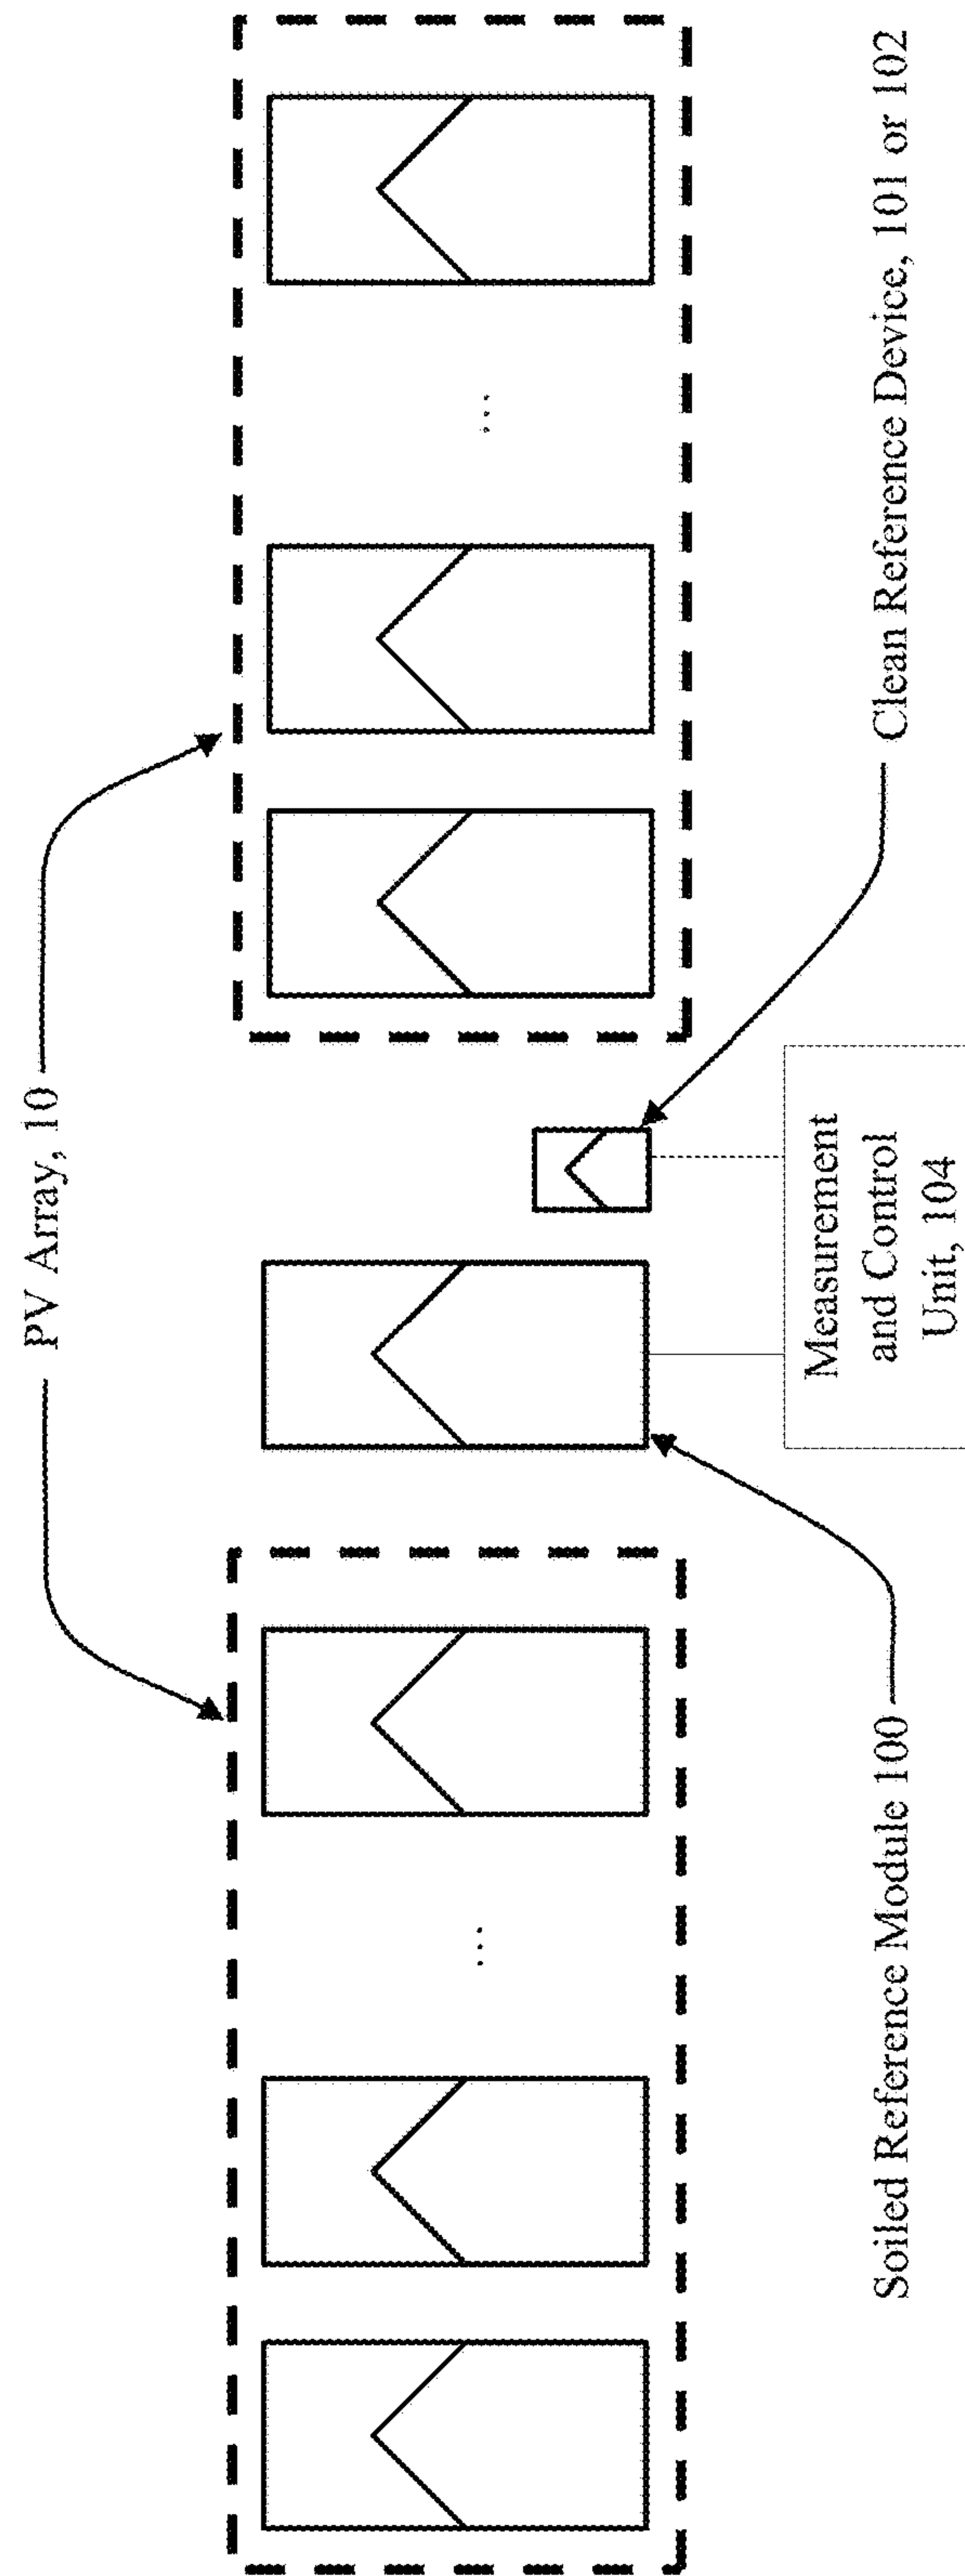 PV Array, 10
...
...
Soiled Reference Module 100
Measurement
and Control
Unit, 104
Clean Reference Device, 101 or 102